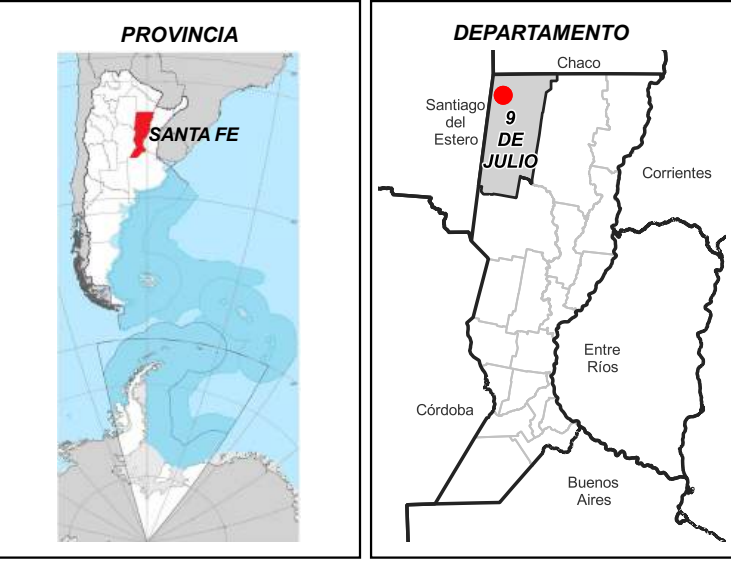 PROVINCIA
SANTA FE
DEPARTAMENTO
Chaco
Santiago
del
Estero
9
DE
JULIO
Corrientes
Entre
Ríos
Córdoba
Buenos
Aires